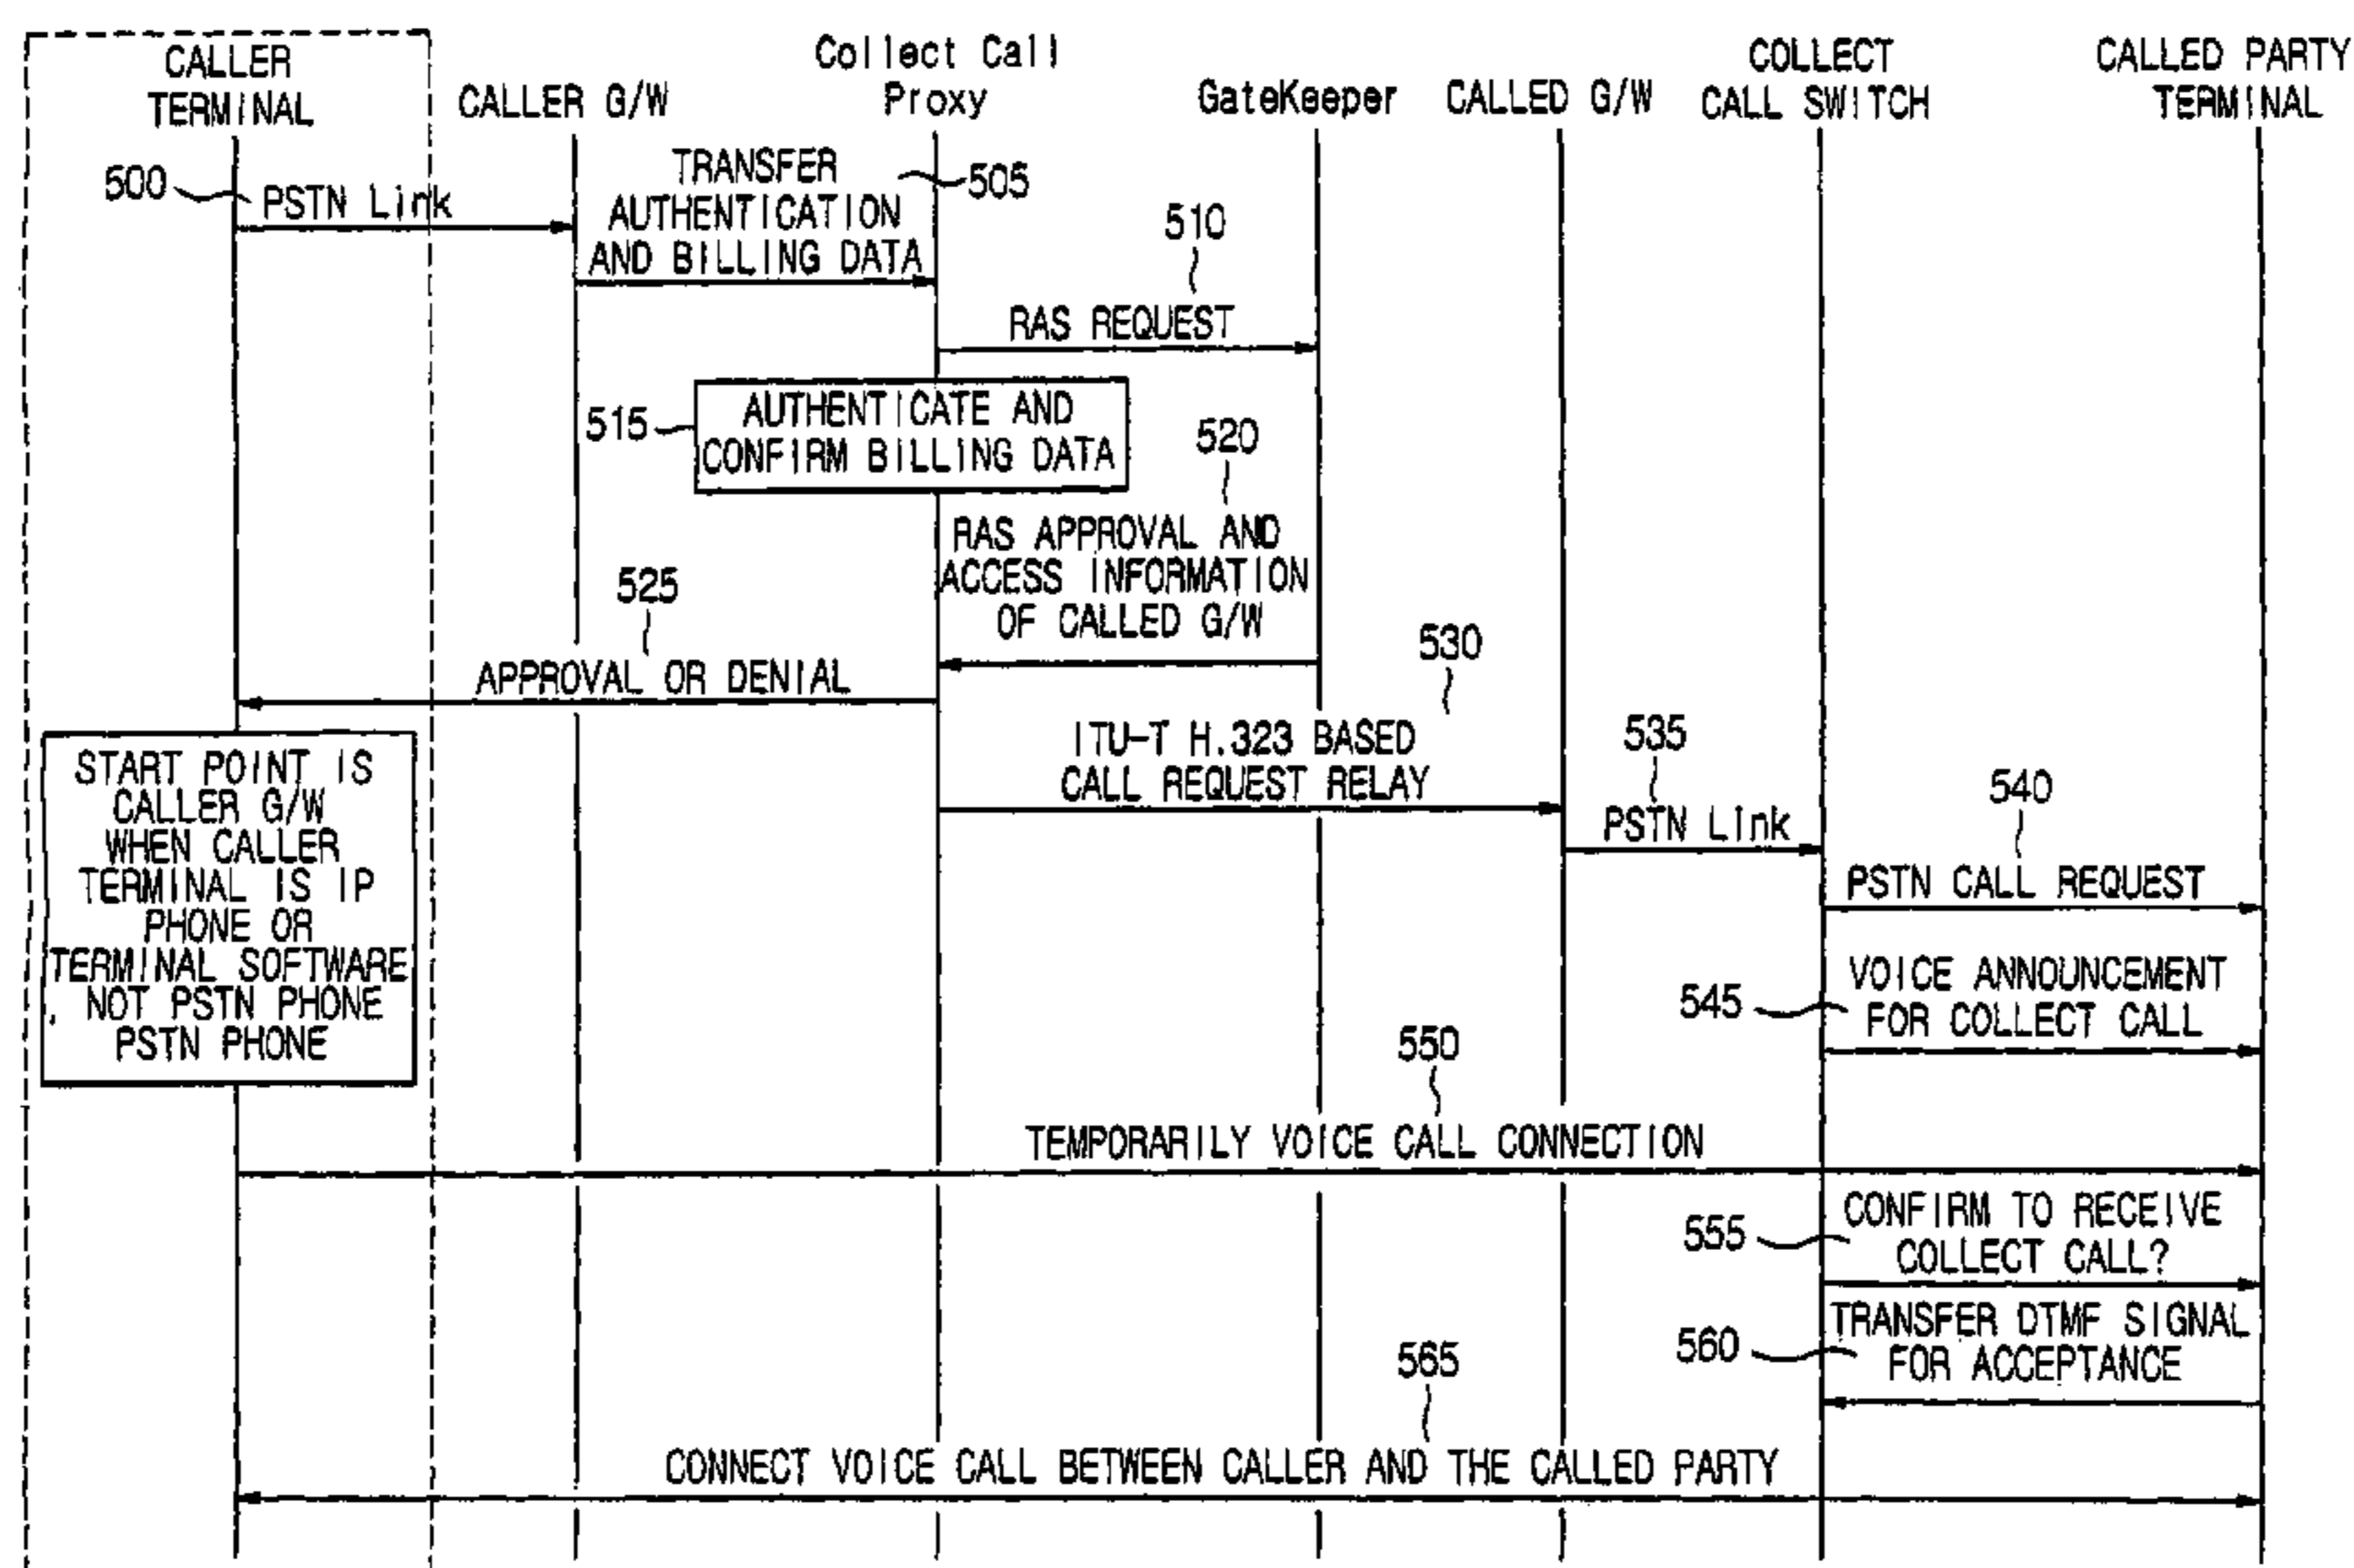 CALLER
TERMINAL
CALLER G/W
Collect Call
Proxy
GateKeeper
CALLED G/W
COLLECT
CALL SWITCH
CALLED PARTY
TERMINAL
500
PSTN Link
TRANSFER
AUTHENTICATION
AND BILLING DATA
505
510
RAS REQUEST
515
AUTHENTICATE AND
CONFIRM BILLING DATA
520
RAS APPROVAL AND
ACCESS INFORMATION
OF CALLED G/W
525
APPROVAL OR DENIAL
530
ITU-T H.323 BASED
CALL REQUEST RELAY
535
PSTN Link
540
PSTN CALL REQUEST
START POINT IS
CALLER G/W
WHEN CALLER
TERMINAL IS IP
PHONE OR
TERMINAL SOFTWARE
, NOT PSTN PHONE
PSTN PHONE
545
VOICE ANNOUNCEMENT
FOR COLLECT CALL
550
TEMPORARILY VOICE CALL CONNECTION
555
CONFIRM TO RECEIVE
COLLECT CALL?
560
TRANSFER DTMF SIGNAL
FOR ACCEPTANCE
565
CONNECT VOICE CALL BETWEEN CALLER AND THE CALLED PARTY